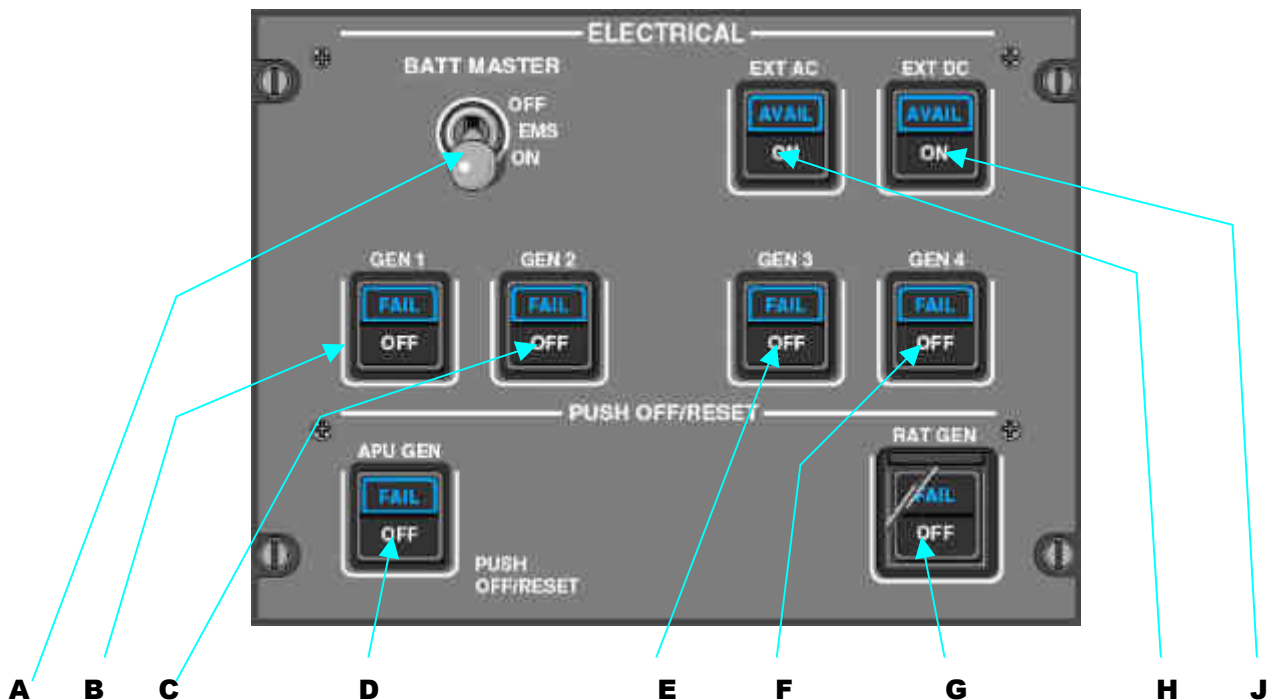 ELECTRICAL
BATT MASTER
EXT AC EXT DC
OFF
EMS
ON
AVAIL AVAIL
ON ON
GEN 1 GEN 2 GEN 3 GEN 4
FAIL FAIL FAIL FAIL
OFF OFF OFF OFF
PUSH OFF/RESET
APU GEN RAT GEN
FAIL FAIL
OFF OFF
PUSH
OFF/RESET
A B C D E F G H J